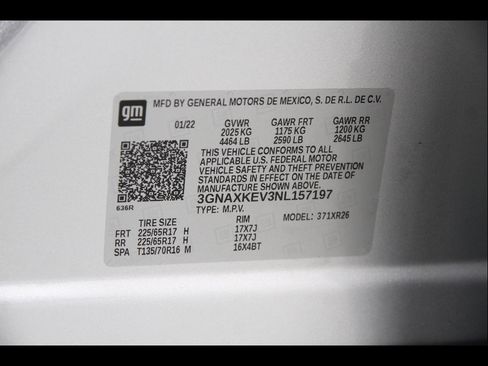 gm
MFD BY GENERAL MOTORS DE MEXICO, S. DE R.L. DE C.V.
01/22 GVWR GAWR FRT GAWR RR
2025 KG 1175 KG 1200 KG
4464 LB 2590 LB 2645 LB
THIS VEHICLE CONFORMS TO ALL
APPLICABLE U.S. FEDERAL MOTOR
VEHICLE SAFETY AND THEFT PREVENTION
STANDARDS IN EFFECT ON THE DATE OF
MANUFACTURE SHOWN ABOVE.
3GNAXKEV3NL157197
636R TYPE: M.P.V. MODEL: 371XR26
TIRE SIZE RIM
FRT 225/65R17 H 17X7J
RR 225/65R17 H 17X7J
SPA T135/70R16 M 16X4BT